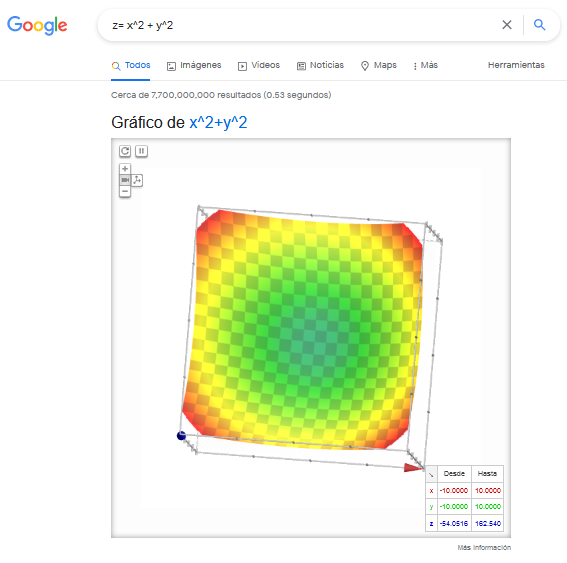 Google
z= x^2 + y^2
Todos Imágenes Videos Noticias Maps Más Herramientas
Cerca de 7,700,000,000 resultados (0.53 segundos)
Gráfico de x^2+y^2
Desde Hasta
x -10.0000 10.0000
y -10.0000 10.0000
z -54.0516 162.540
Más información